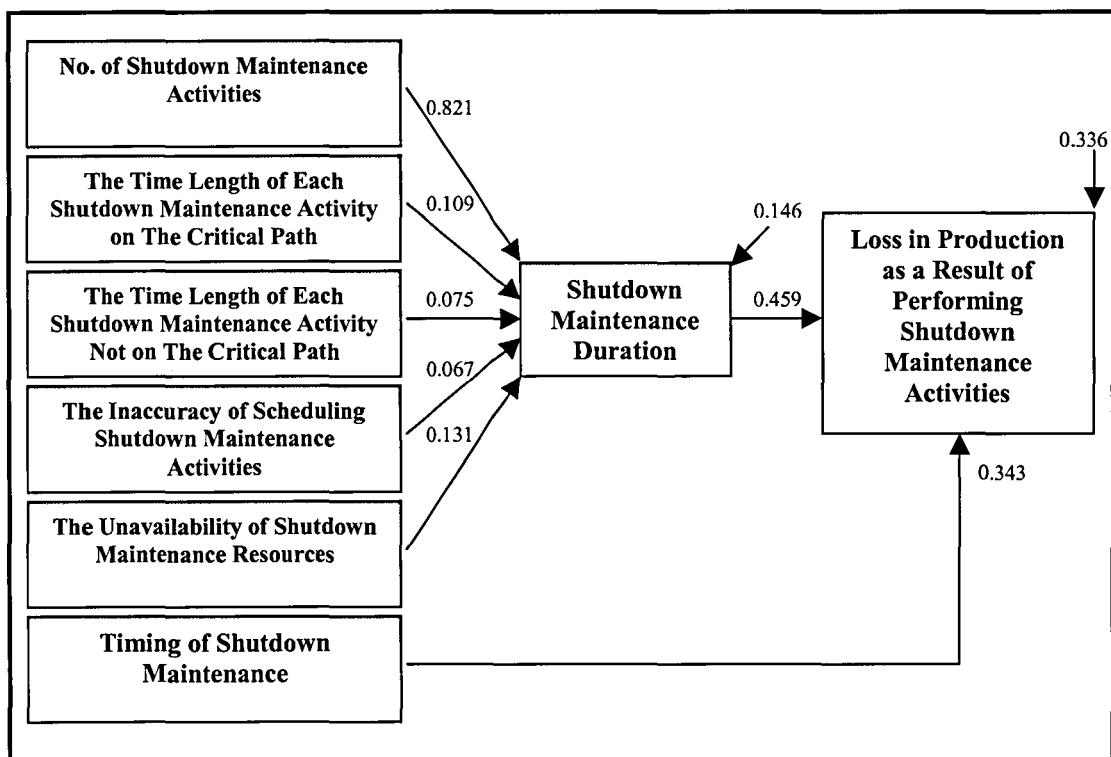 No. of Shutdown Maintenance
Activities
0.821
The Time Length of Each
Shutdown Maintenance Activity
on The Critical Path
0.109
The Time Length of Each
Shutdown Maintenance Activity
Not on The Critical Path
0.075
The Inaccuracy of Scheduling
Shutdown Maintenance
Activities
0.067
The Unavailability of Shutdown
Maintenance Resources
0.131
Timing of Shutdown
Maintenance
Shutdown
Maintenance
Duration
0.146
0.459
0.336
Loss in Production
as a Result of
Performing
Shutdown
Maintenance
Activities
0.343